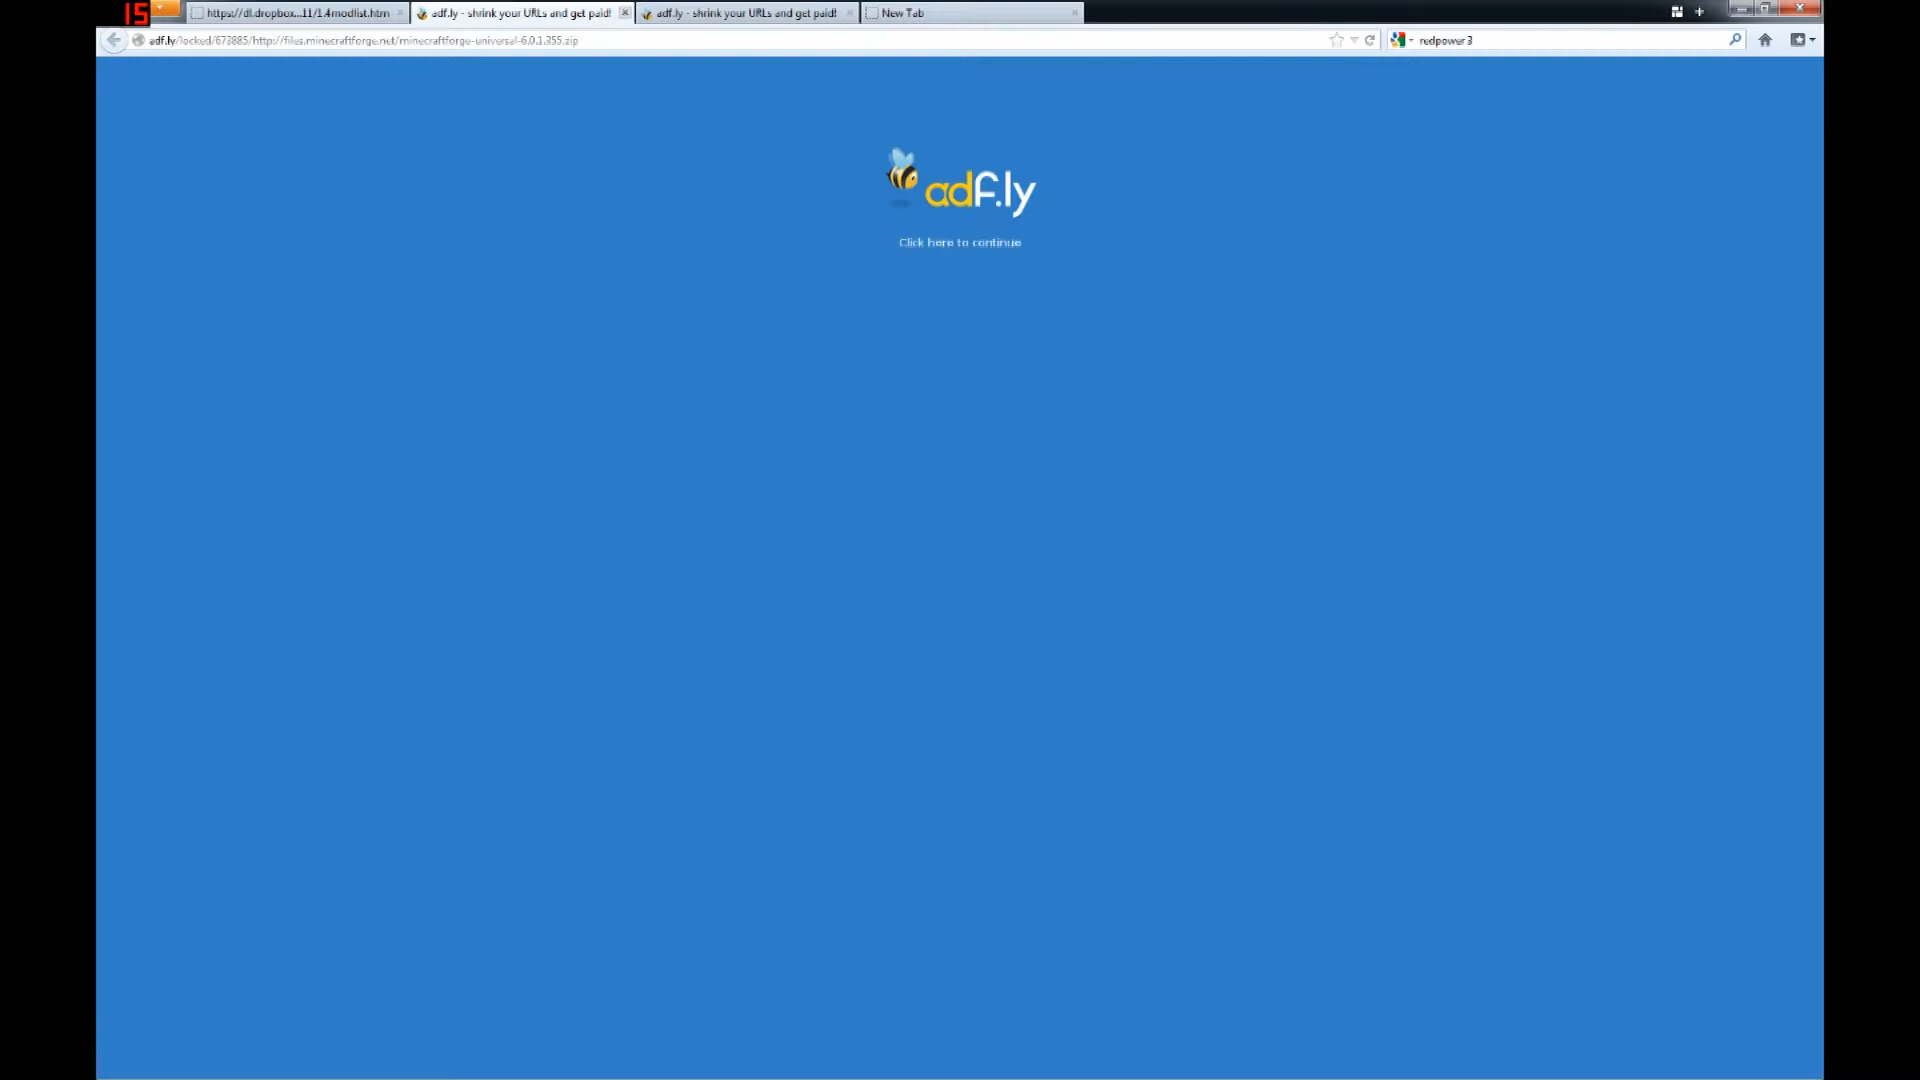 15
https://dl.dropbox...11/1.4modlist.htm
adf.ly - shrink your URLs and get paid!
adf.ly - shrink your URLs and get paid!
New Tab
adf.ly/locked/673885/http://files.minecraftforge.net/minecraftforge-universal-6.0.1.355.zip
redpower3
adf.ly
Click here to continue